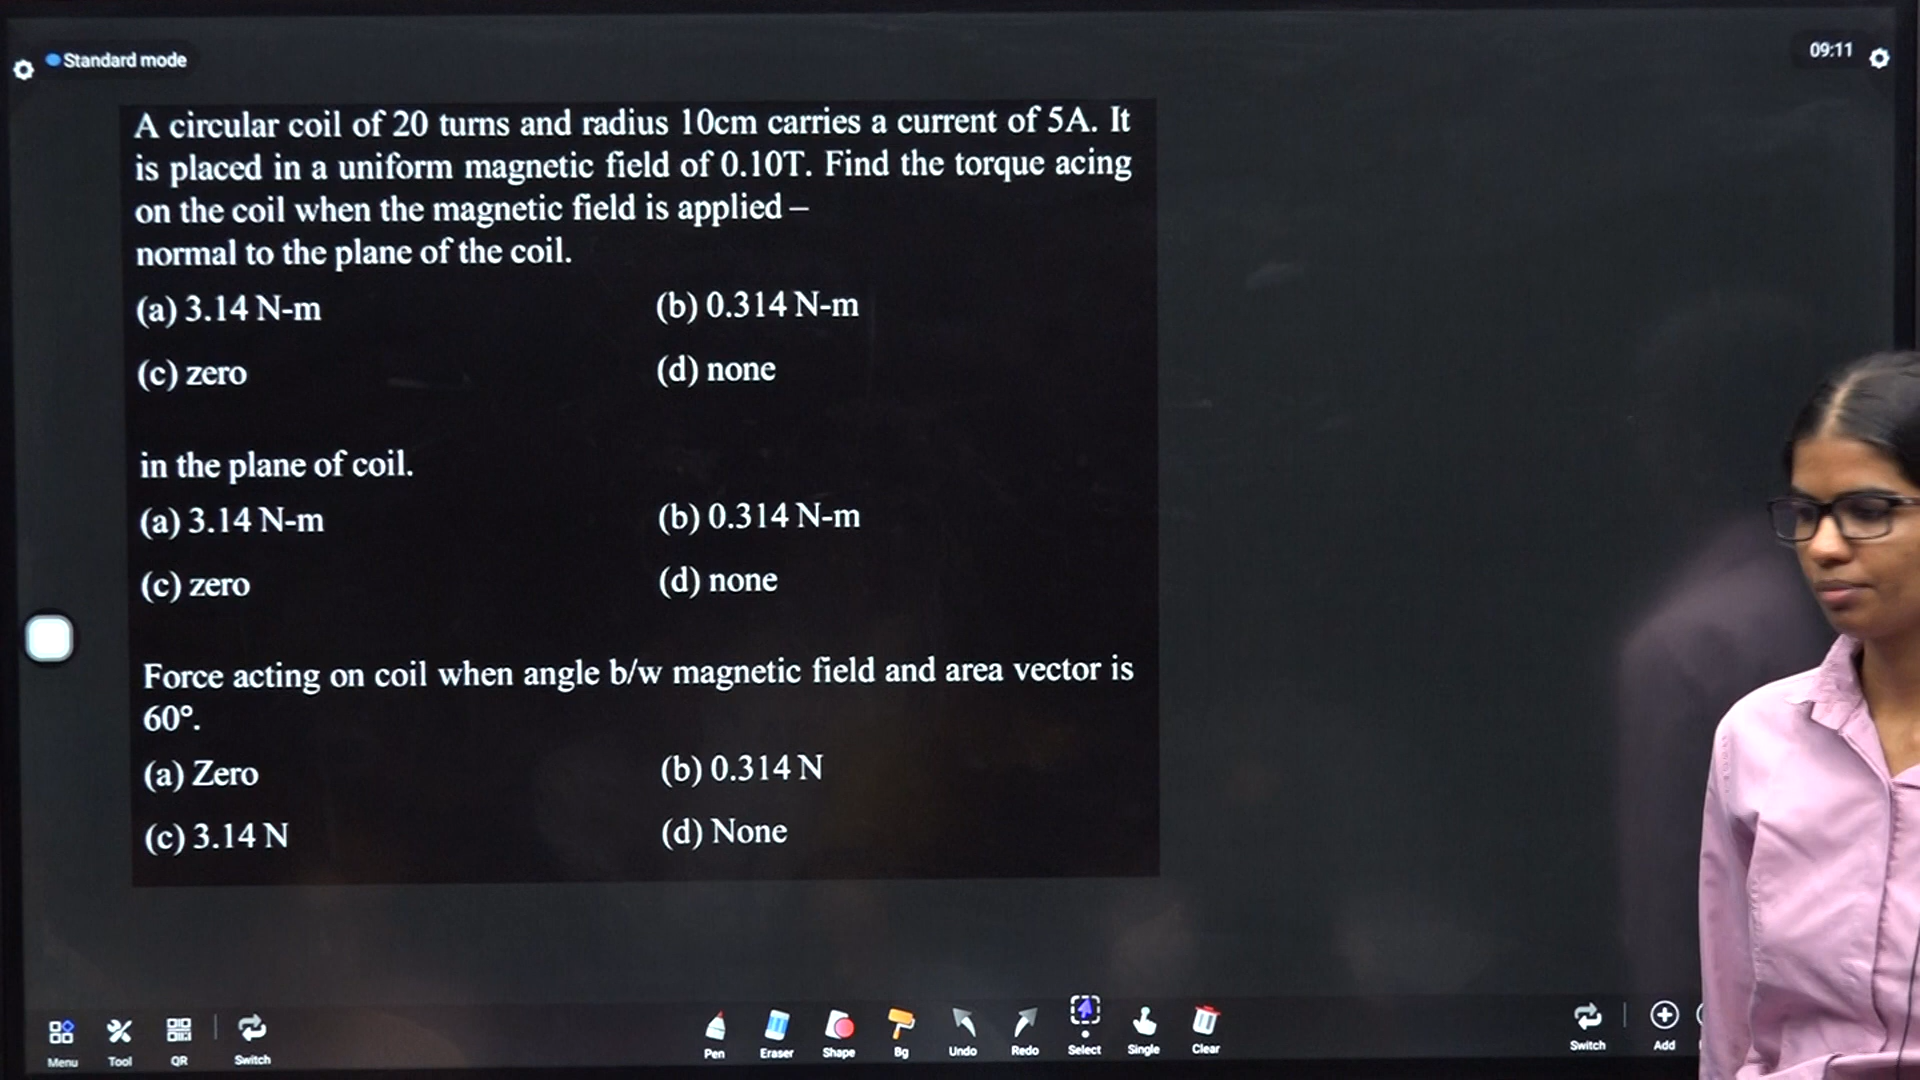 Standard mode
09:11
A circular coil of 20 turns and radius 10cm carries a current of 5A. It
is placed in a uniform magnetic field of 0.10T. Find the torque acing
on the coil when the magnetic field is applied –
normal to the plane of the coil.
(a) 3.14 N-m (b) 0.314 N-m
(c) zero (d) none
in the plane of coil.
(a) 3.14 N-m (b) 0.314 N-m
(c) zero (d) none
Force acting on coil when angle b/w magnetic field and area vector is
60°.
(a) Zero (b) 0.314 N
(c) 3.14 N (d) None
Menu Tool QR Switch Pen Eraser Shape Bg Undo Redo Select Single Clear Switch Add